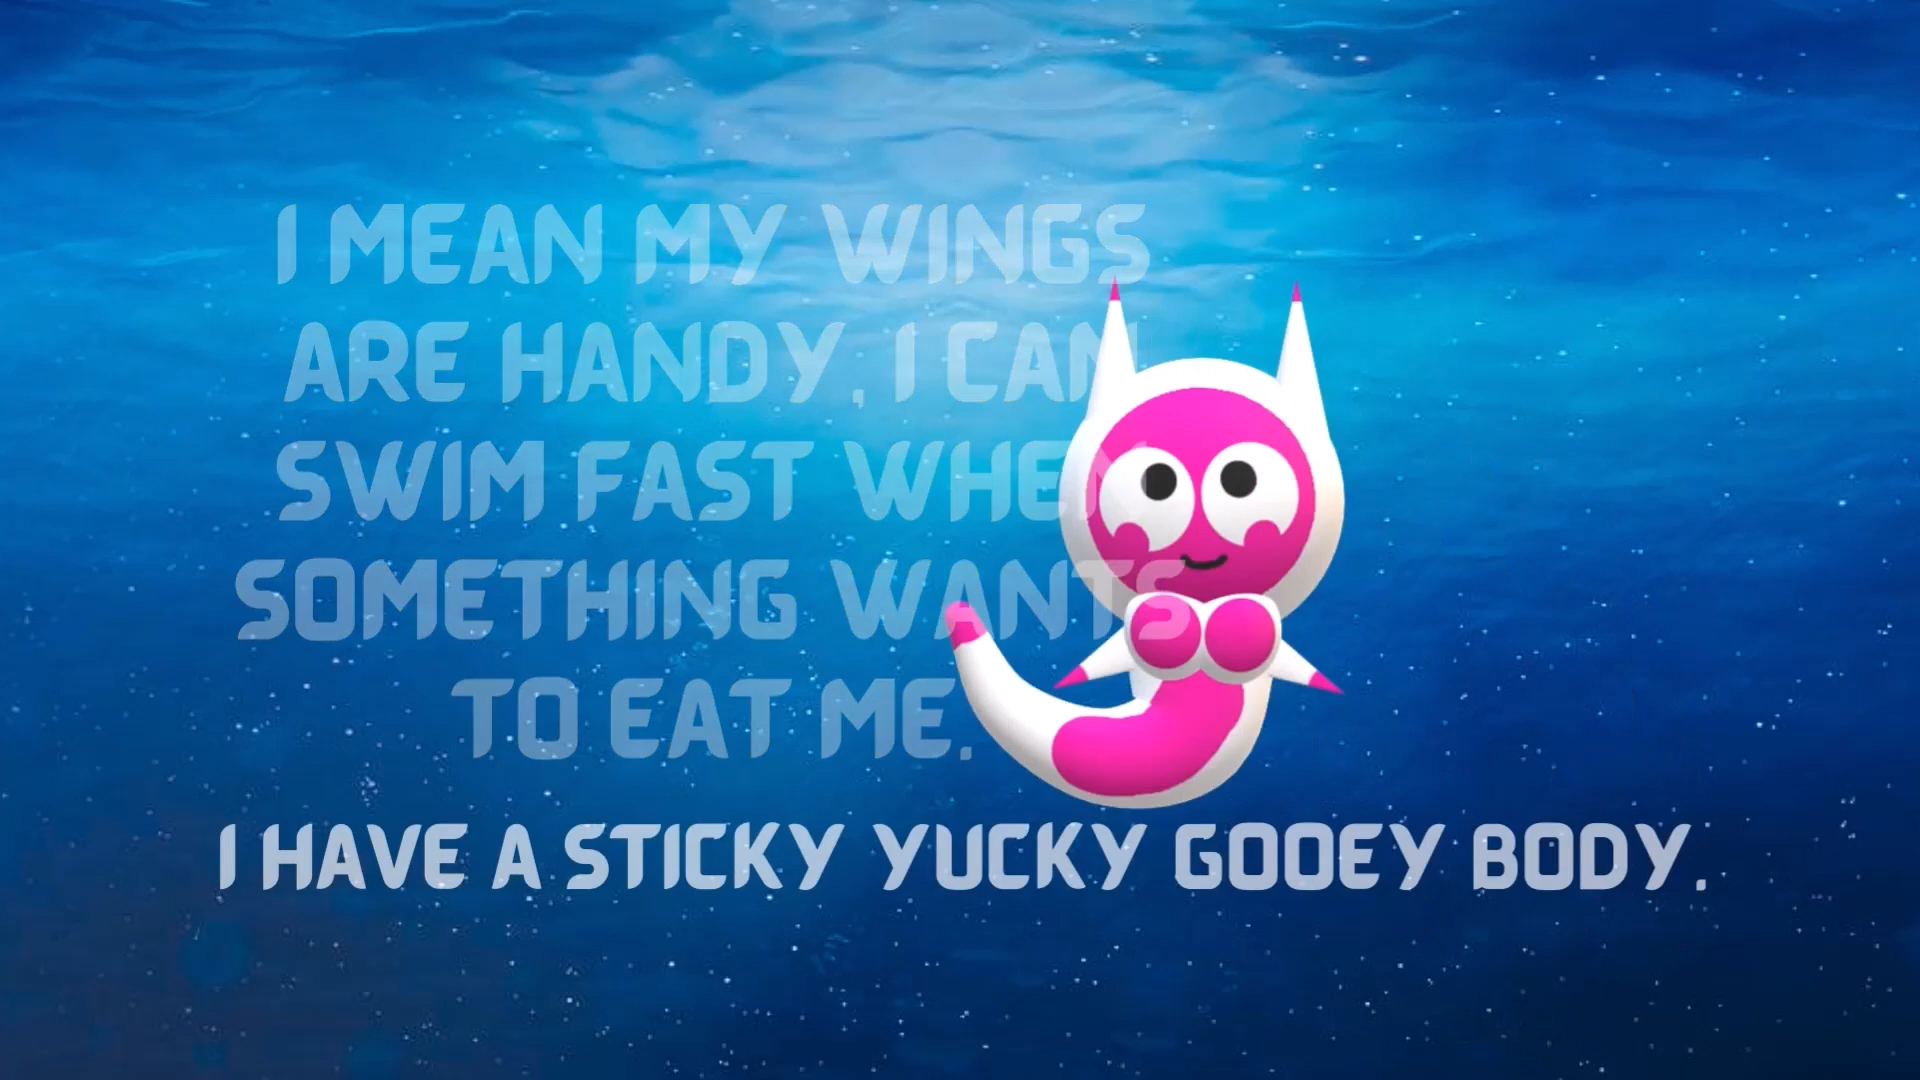 I MEAN MY WINGS
ARE HANDY, I CAN
SWIM FAST WHEN
SOMETHING WANTS
TO EAT ME.
I HAVE A STICKY YUCKY GOOEY BODY.